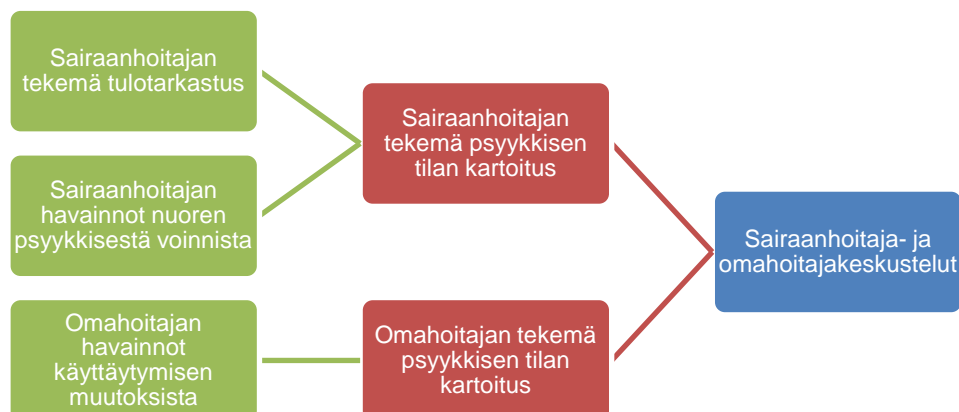 Sairaanhoitajan
tekemä tulotarkastus
Sairaanhoitajan
havainnot nuoren
psyykkisestä voinnista
Omahoitajan
havainnot
käyttäytymisen
muutoksista
Sairaanhoitajan
tekemä psyykkisen
tilan kartoitus
Omahoitajan tekemä
psyykkisen tilan
kartoitus
Sairaanhoitaja- ja
omahoitajakeskustelut